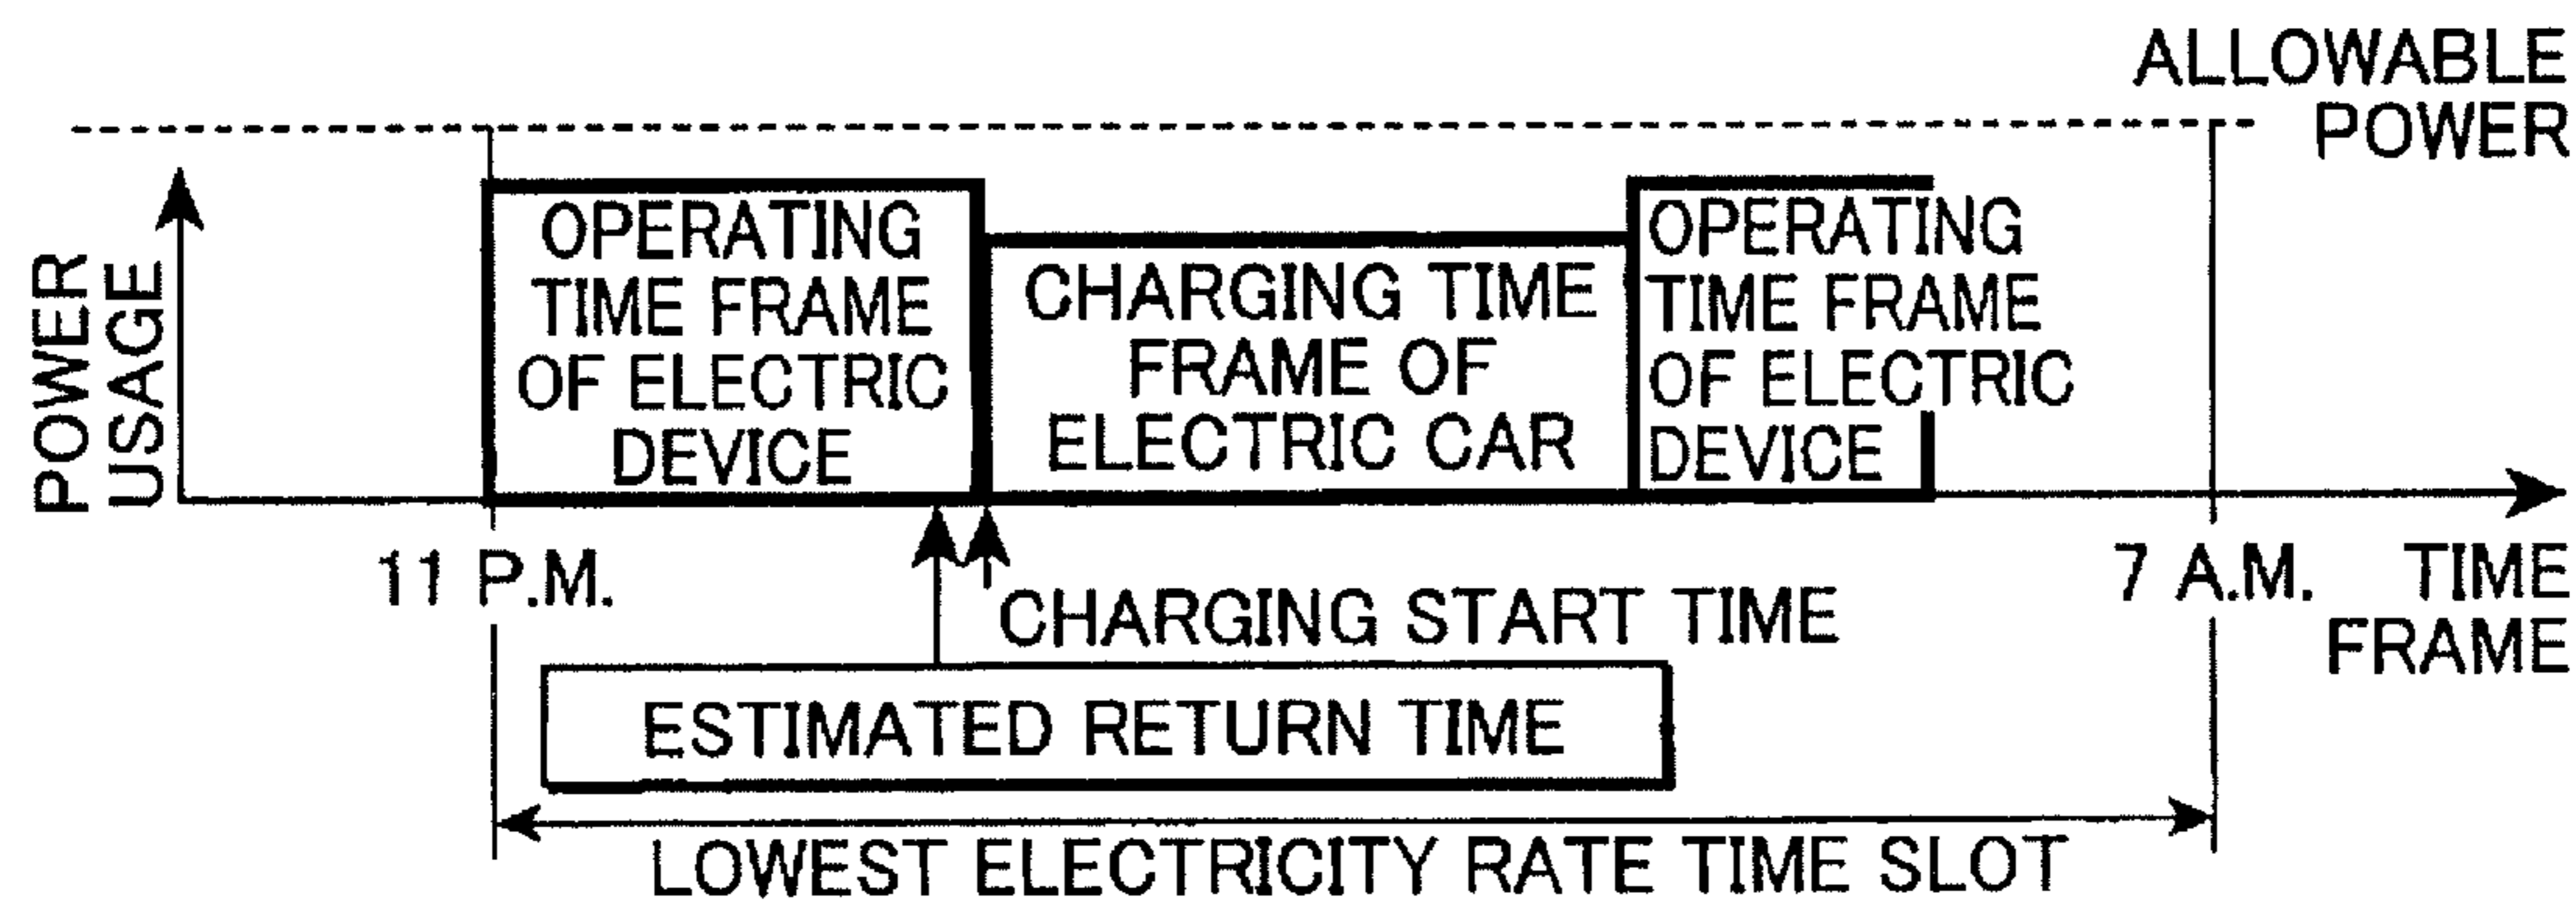 ALLOWABLE
POWER
POWER
USAGE
OPERATING
TIME FRAME
OF ELECTRIC
DEVICE
CHARGING TIME
FRAME OF
ELECTRIC CAR
OPERATING
TIME FRAME
OF ELECTRIC
DEVICE
11 P.M.
7 A.M.
TIME
FRAME
CHARGING START TIME
ESTIMATED RETURN TIME
LOWEST ELECTRICITY RATE TIME SLOT